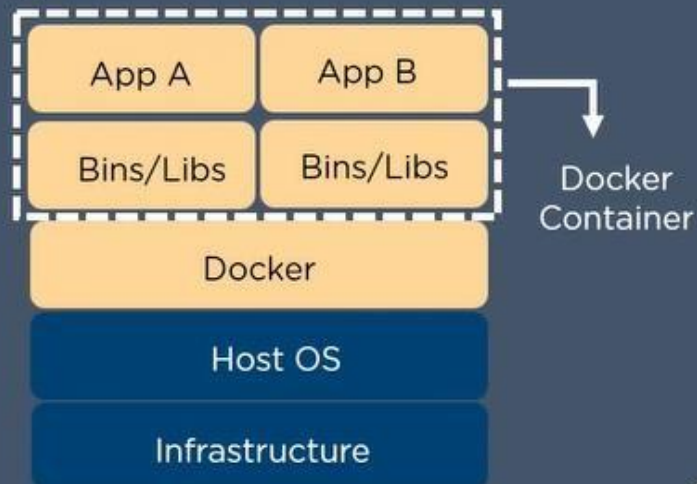 App A
App B
Bins/Libs
Bins/Libs
Docker
Container
Docker
Host OS
Infrastructure